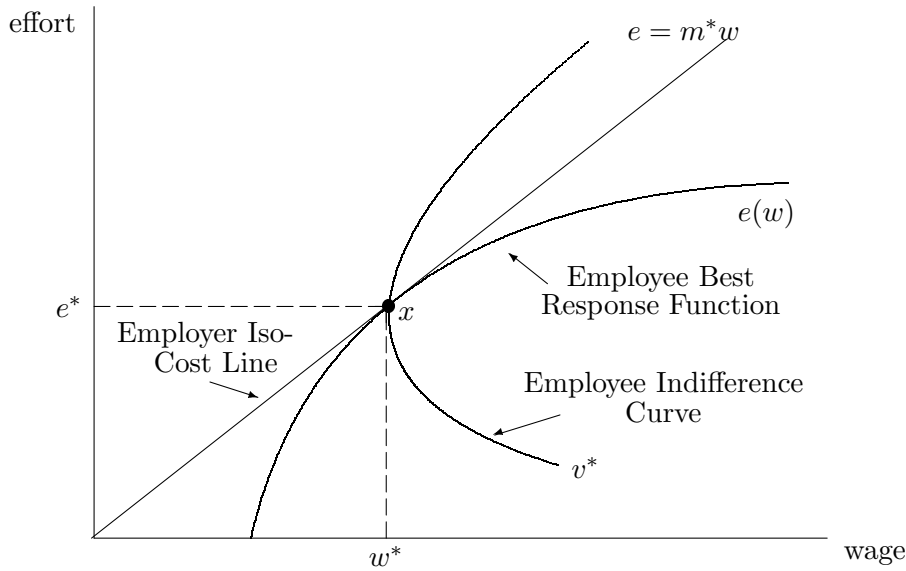 effort
e = m*w
e(w)
Employee Best
Response Function
e*
x
Employer Iso-
Cost Line
Employee Indifference
Curve
v*
w*
wage